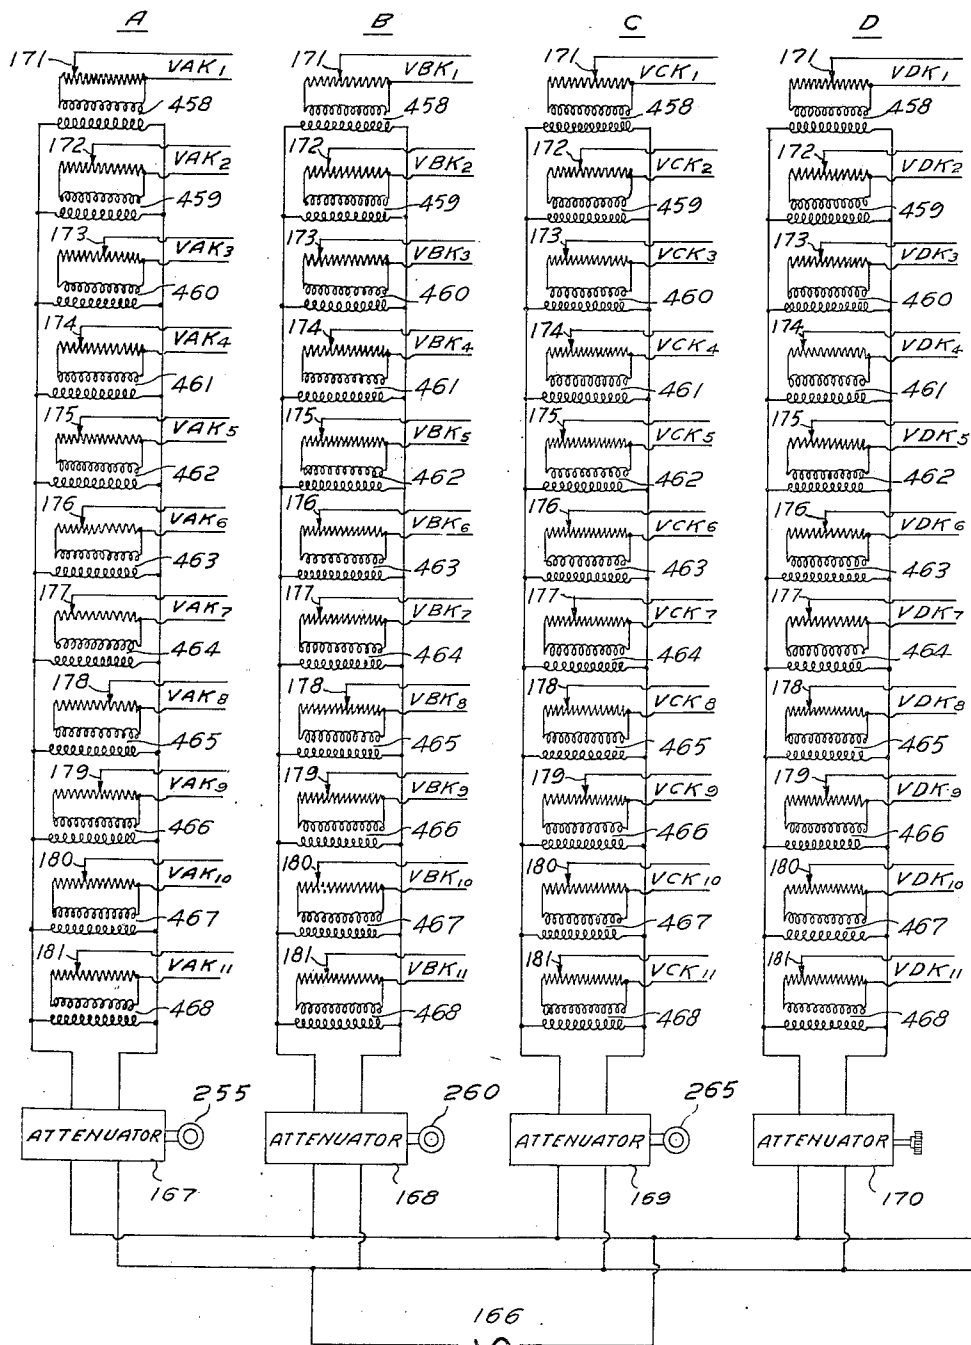 A B C D
171 VAK1 171 VBK1 171 VCK1 171 VDK1
458 458 458 458
172 VAK2 172 VBK2 172 VCK2 172 VDK2
459 459 459 459
173 VAK3 173 VBK3 173 VCK3 173 VDK3
460 460 460 460
174 VAK4 174 VBK4 174 VCK4 174 VDK4
461 461 461 461
175 VAK5 175 VBK5 175 VCK5 175 VDK5
462 462 462 462
176 VAK6 176 VBK6 176 VCK6 176 VDK6
463 463 463 463
177 VAK7 177 VBK7 177 VCK7 177 VDK7
464 464 464 464
178 VAK8 178 VBK8 178 VCK8 178 VDK8
465 465 465 465
179 VAK9 179 VBK9 179 VCK9 179 VDK9
466 466 466 466
180 VAK10 180 VBK10 180 VCK10 180 VDK10
467 467 467 467
181 VAK11 181 VBK11 181 VCK11 181 VDK11
468 468 468 468
255 260 265
ATTENUATOR ATTENUATOR ATTENUATOR ATTENUATOR
167 168 169 170
166